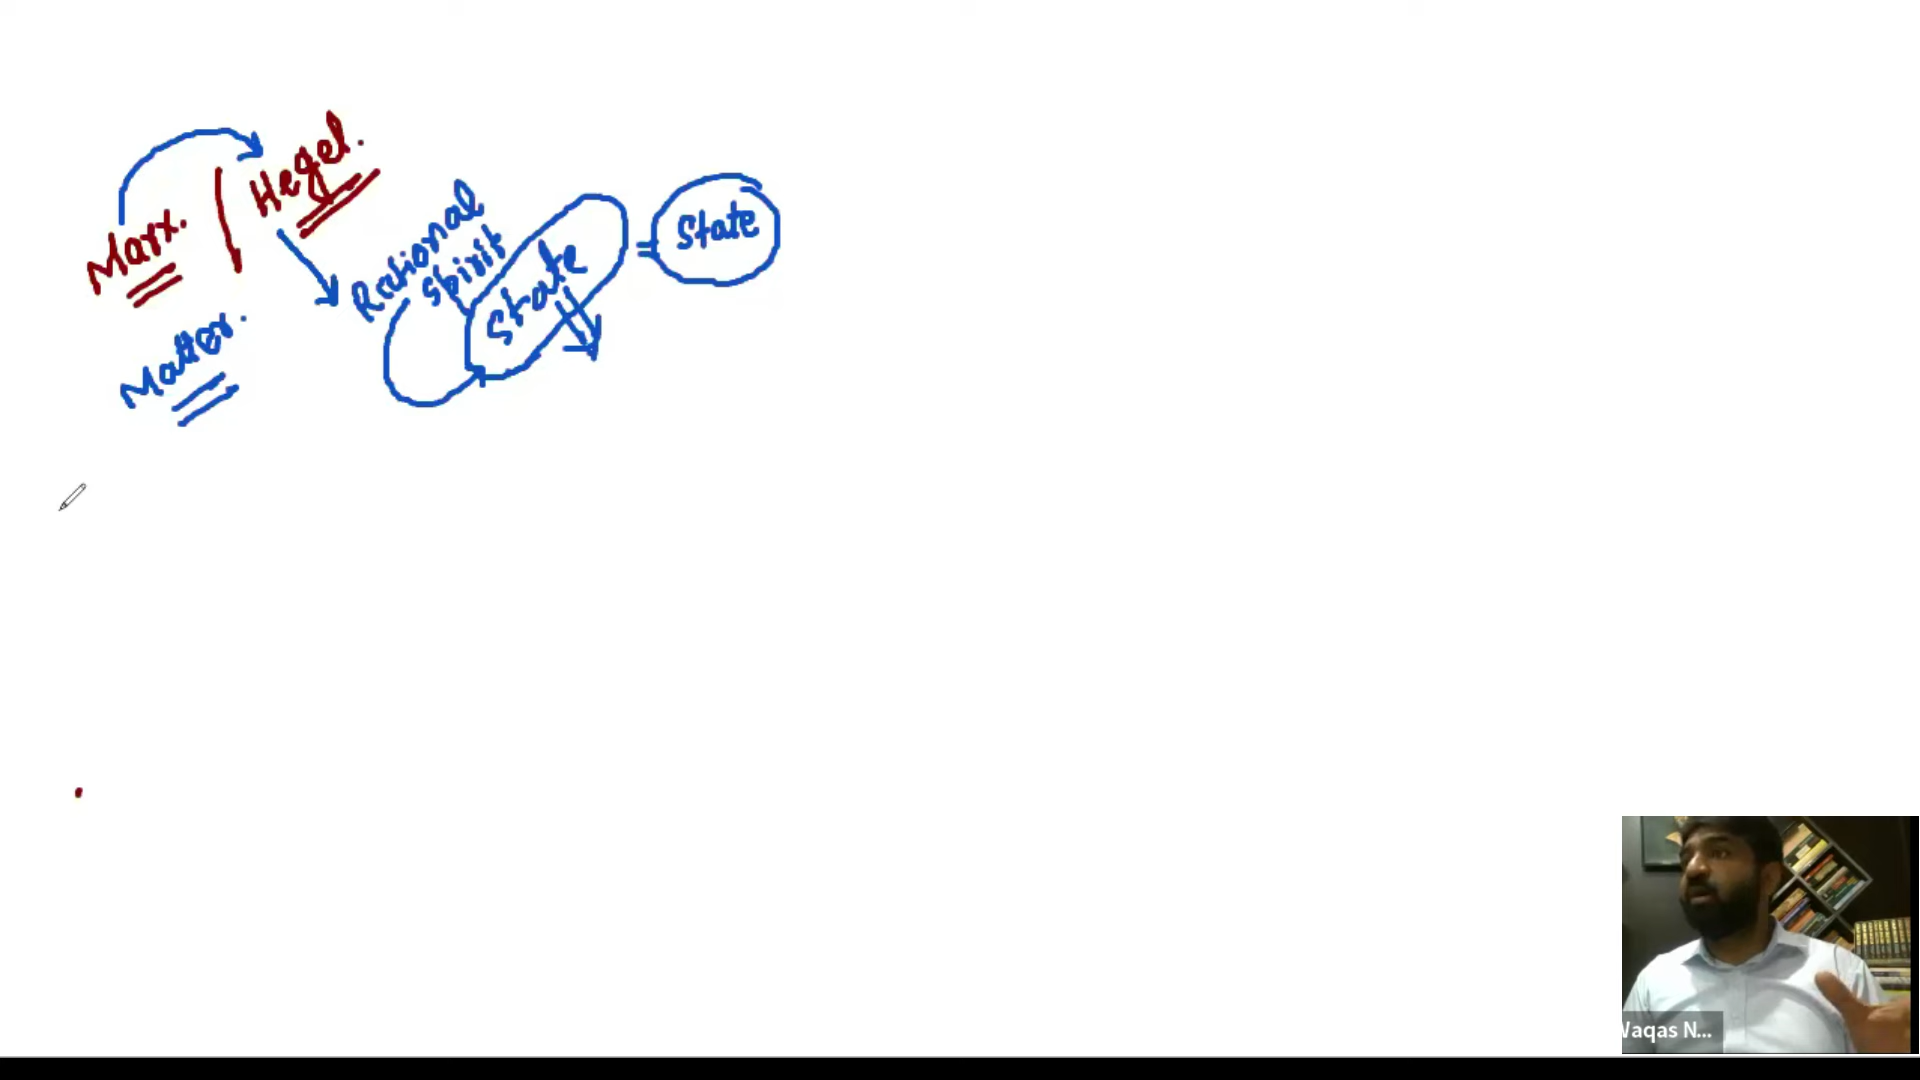 Marx.
Hegel.
Matter.
Rational
Spirit
State
=
State
Waqas N...